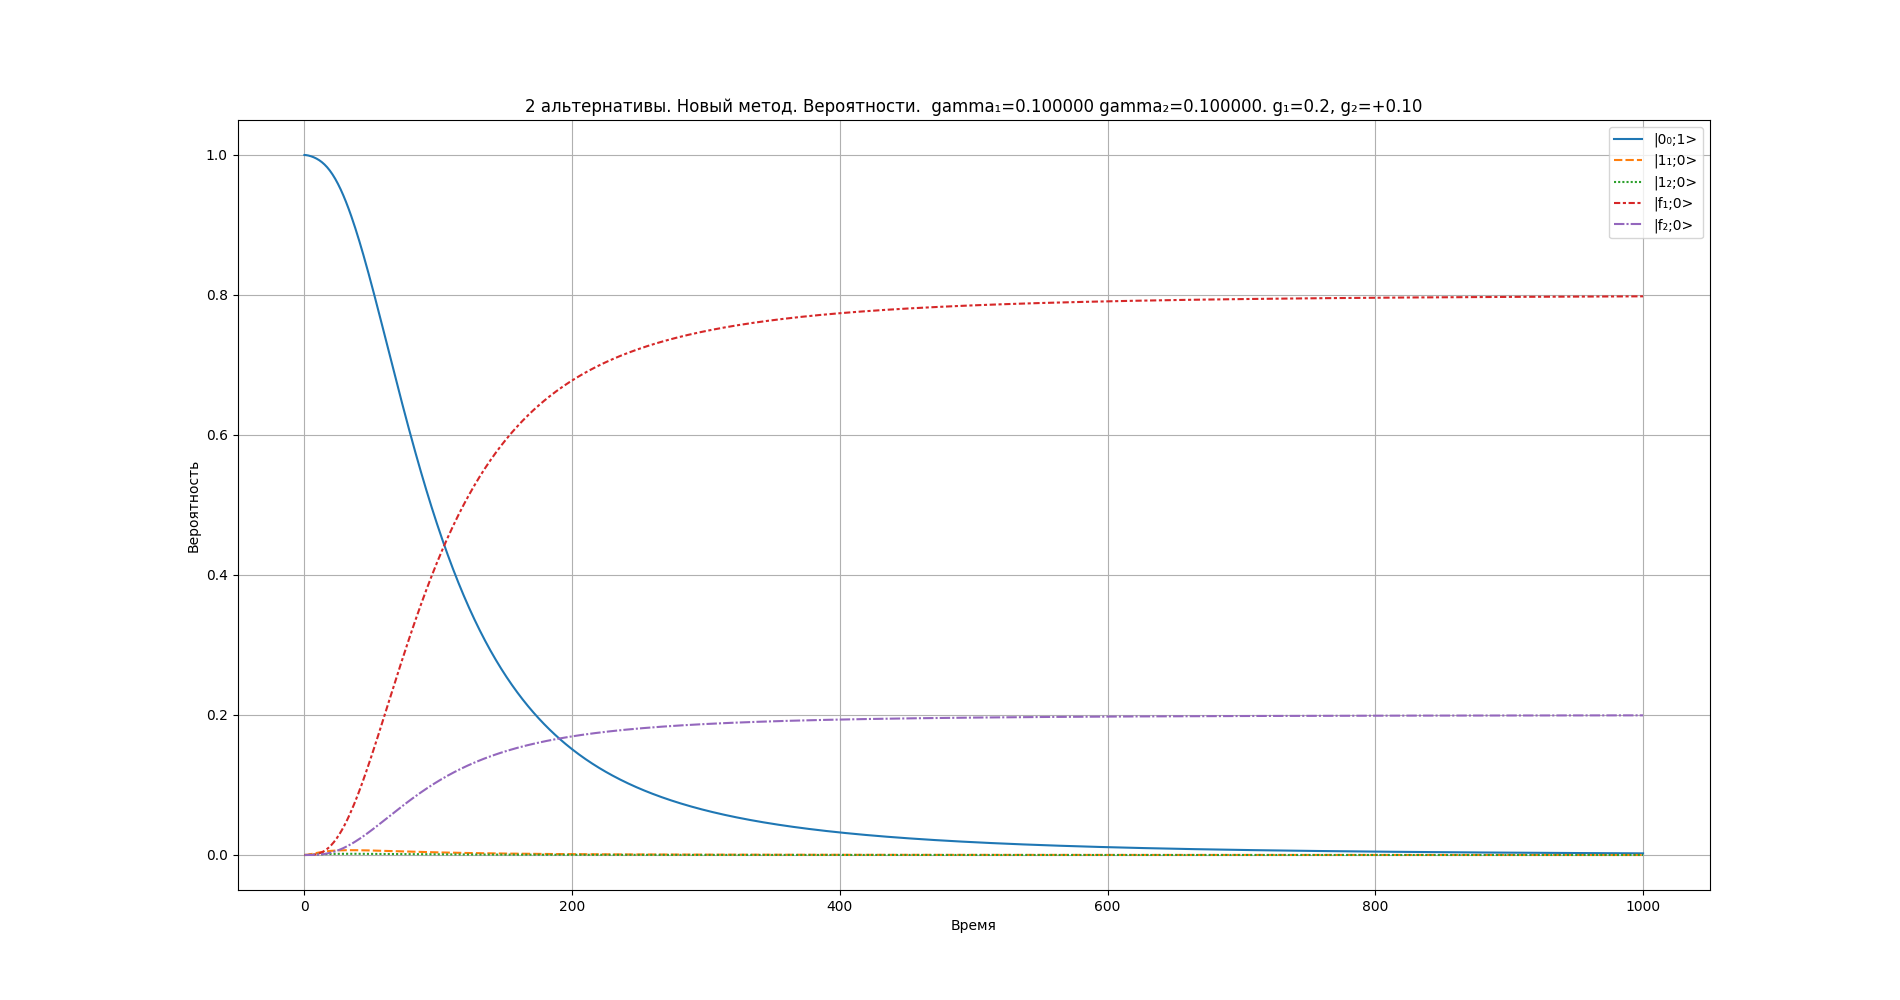 2 альтернативы. Новый метод. Вероятности.  gamma₁=0.100000 gamma₂=0.100000. g₁=0.2, g₂=+0.10
|0₀;1>
|1₁;0>
|1₂;0>
|f₁;0>
|f₂;0>
1.0
0.8
0.6
0.4
0.2
0.0
Вероятность
0 200 400 600 800 1000
Время